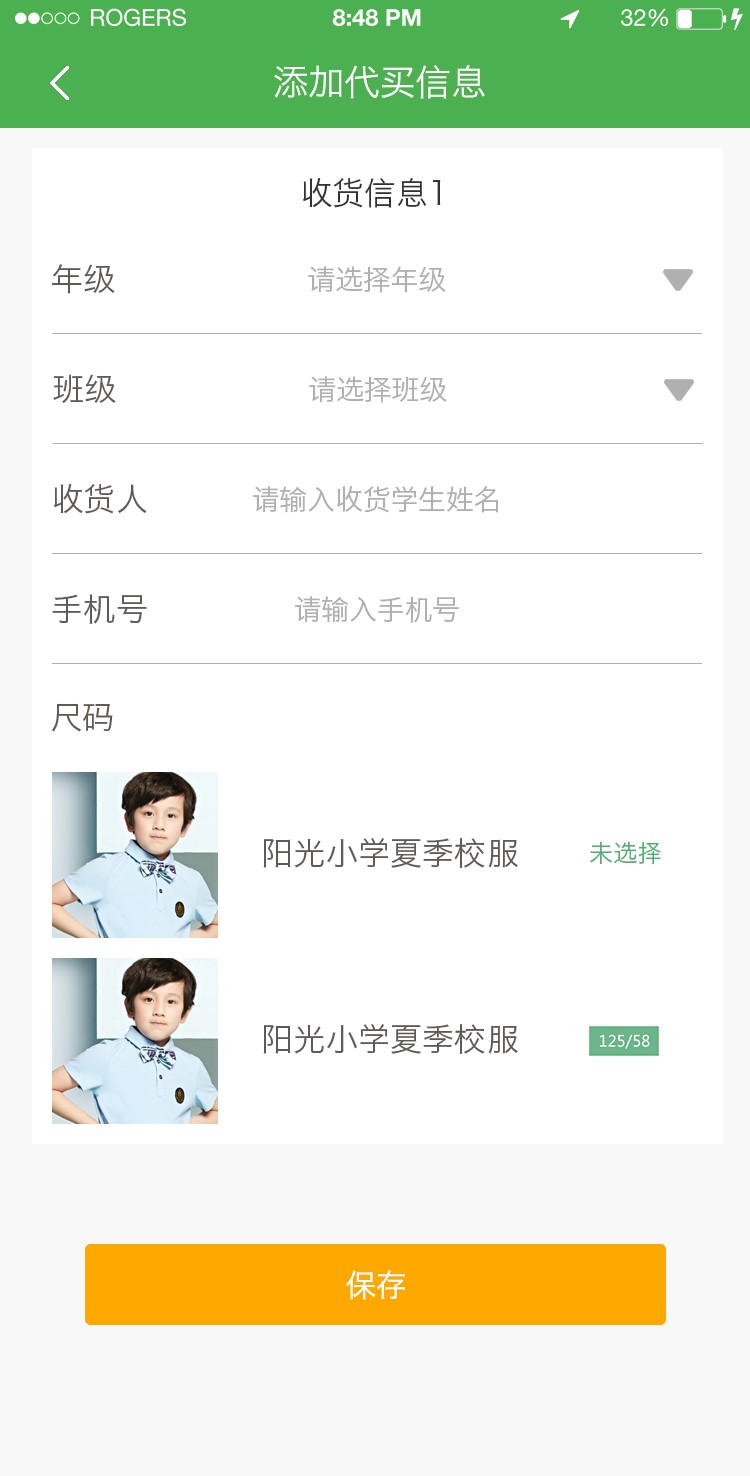 ROGERS 8:48 PM 32%
添加代买信息
收货信息1
年级 请选择年级
班级 请选择班级
收货人 请输入收货学生姓名
手机号 请输入手机号
尺码
阳光小学夏季校服 未选择
阳光小学夏季校服 125/58
保存